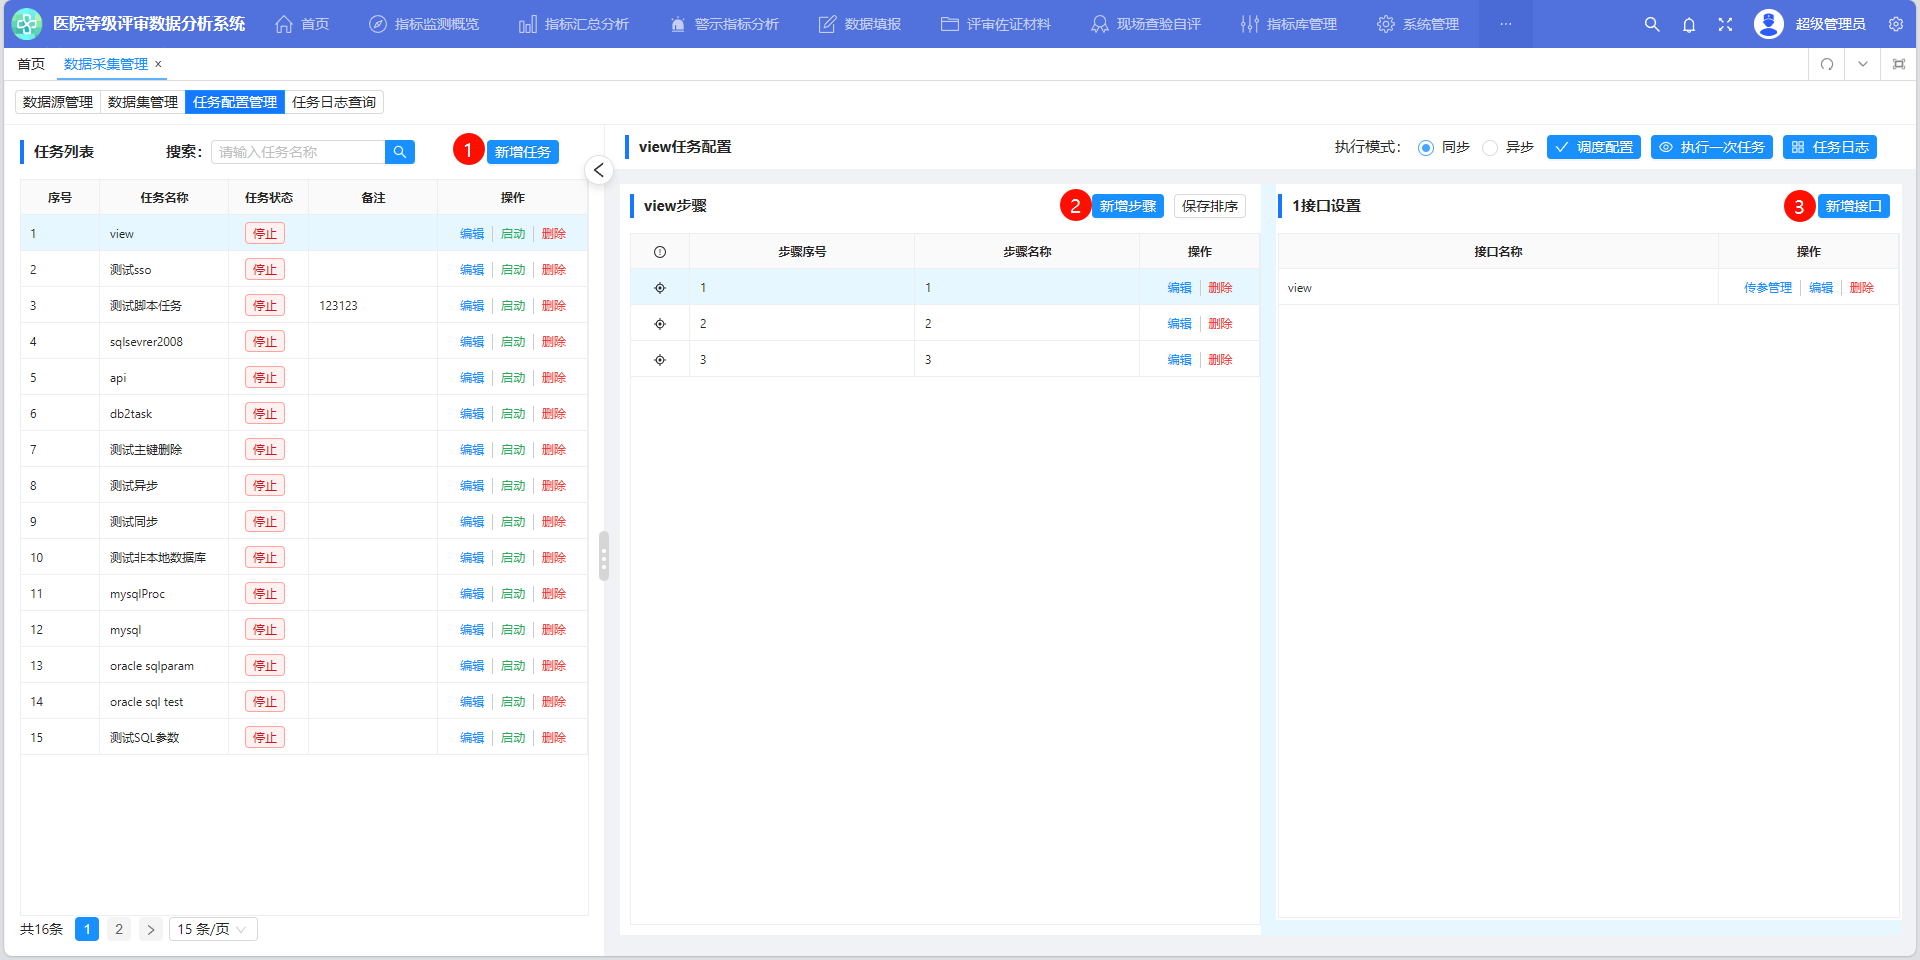 医院等级评审数据分析系统 首页 指标监测概览 指标汇总分析 警示指标分析 数据填报 评审佐证材料 现场查验自评 指标库管理 系统管理 ··· 超级管理员
首页 数据采集管理 ×
数据源管理 数据集管理 任务配置管理 任务日志查询
任务列表 搜索: 请输入任务名称 1 新增任务
序号 任务名称 任务状态 备注 操作
1 view 停止 编辑 启动 删除
2 测试sso 停止 编辑 启动 删除
3 测试脚本任务 停止 123123 编辑 启动 删除
4 sqlsevrer2008 停止 编辑 启动 删除
5 api 停止 编辑 启动 删除
6 db2task 停止 编辑 启动 删除
7 测试主键删除 停止 编辑 启动 删除
8 测试异步 停止 编辑 启动 删除
9 测试同步 停止 编辑 启动 删除
10 测试非本地数据库 停止 编辑 启动 删除
11 mysqlProc 停止 编辑 启动 删除
12 mysql 停止 编辑 启动 删除
13 oracle sqlparam 停止 编辑 启动 删除
14 oracle sql test 停止 编辑 启动 删除
15 测试SQL参数 停止 编辑 启动 删除
共16条 1 2 > 15 条/页
view任务配置 执行模式: 同步 异步 调度配置 执行一次任务 任务日志
view步骤 2 新增步骤 保存排序
步骤序号 步骤名称 操作
1 1 编辑 删除
2 2 编辑 删除
3 3 编辑 删除
1接口设置 3 新增接口
接口名称 操作
view 传参管理 编辑 删除